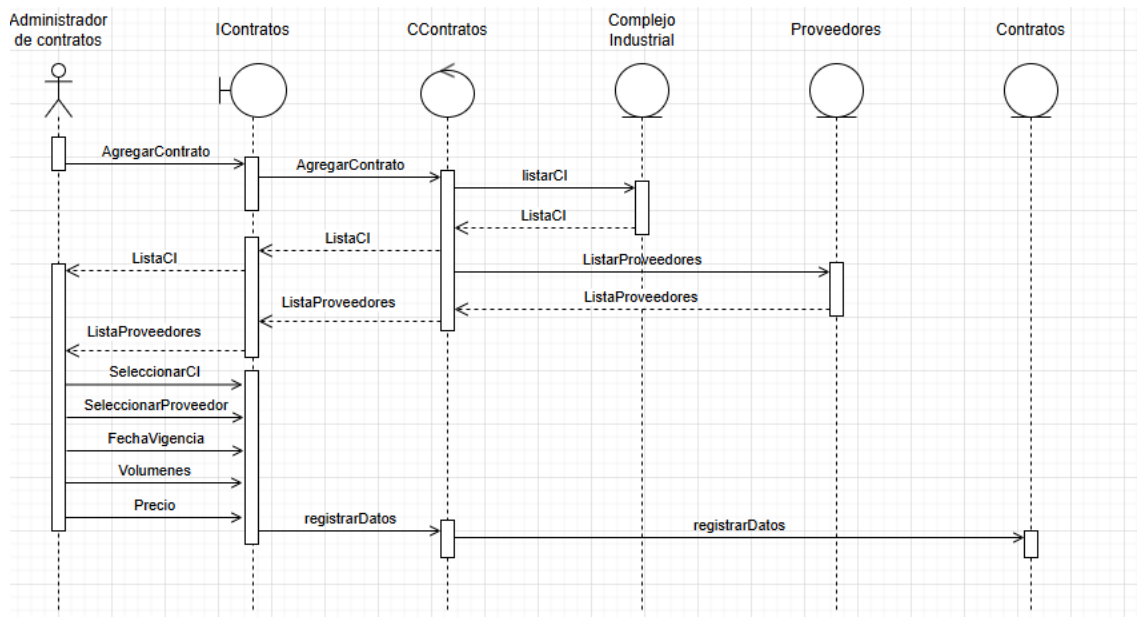 Administrador
de contratos
IContratos
CContratos
Complejo
Industrial
Proveedores
Contratos
AgregarContrato
AgregarContrato
listarCI
ListaCI
ListaCI
ListaCI
ListarProveedores
ListaProveedores
ListaProveedores
ListaProveedores
SeleccionarCI
SeleccionarProveedor
FechaVigencia
Volumenes
Precio
registrarDatos
registrarDatos